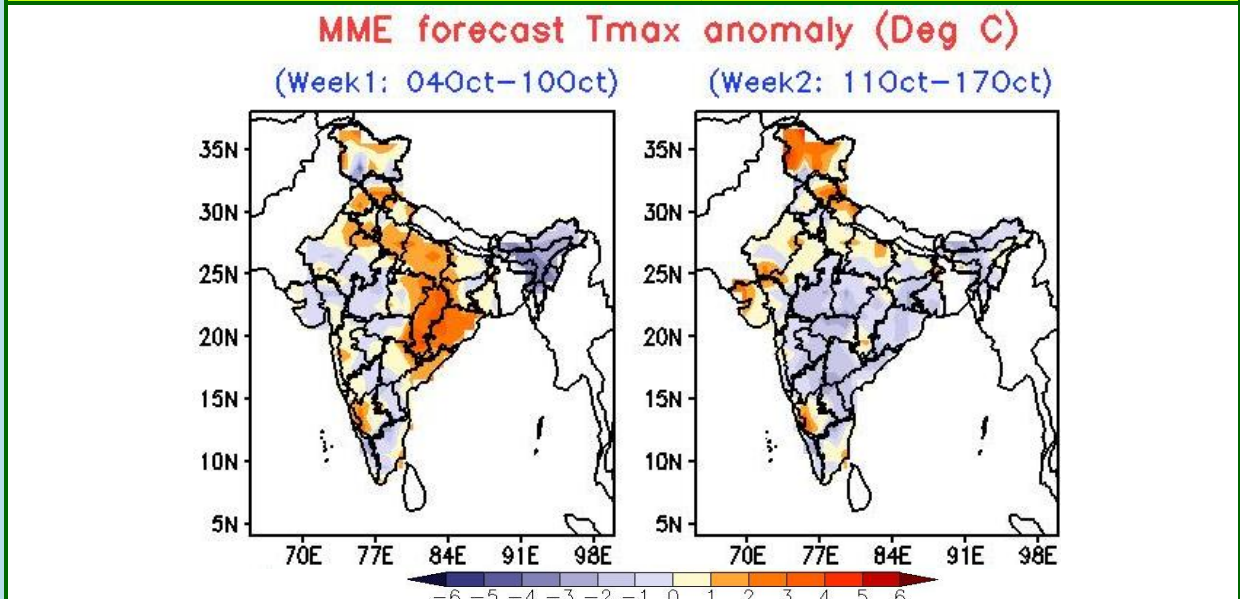 MME forecast Tmax anomaly (Deg C)
(Week1: 04Oct-10Oct) (Week2: 11Oct-17Oct)
35N 35N
30N 30N
25N 25N
20N 20N
15N 15N
10N 10N
5N 5N
70E 77E 84E 91E 98E 70E 77E 84E 91E 98E
-6 -5 -4 -3 -2 -1 0 1 2 3 4 5 6